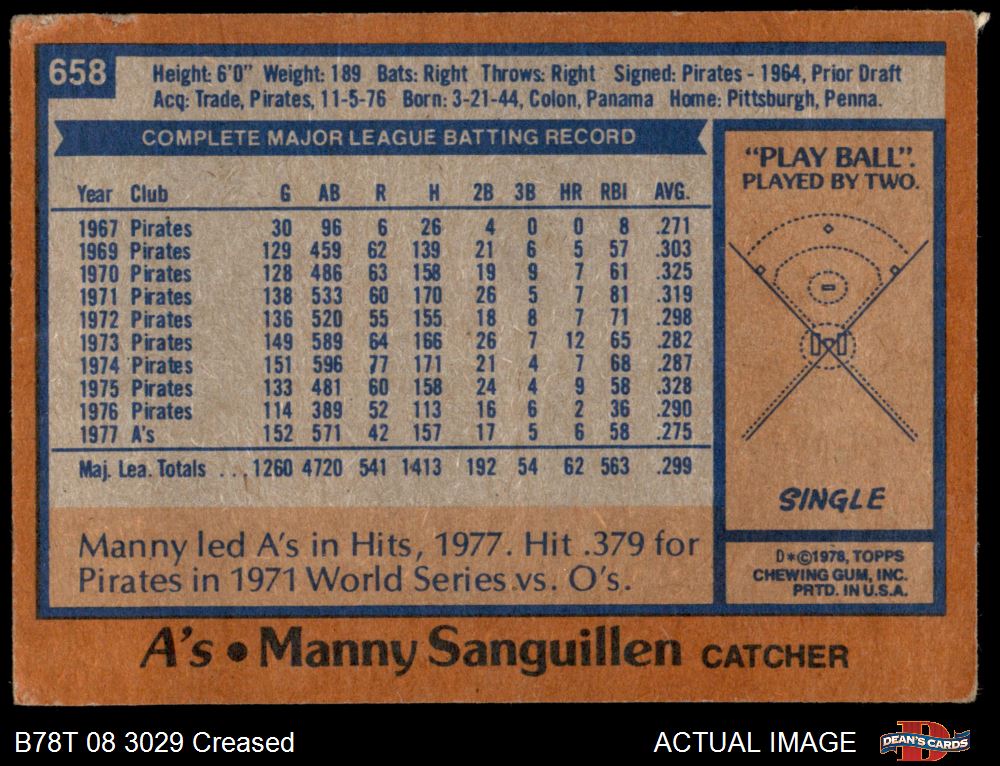 658
Height: 6'0" Weight: 189 Bats: Right Throws: Right Signed: Pirates - 1964, Prior Draft
Acq: Trade, Pirates, 11-5-76 Born: 3-21-44, Colon, Panama Home: Pittsburgh, Penna.
COMPLETE MAJOR LEAGUE BATTING RECORD
Year Club G AB R H 2B 3B HR RBI AVG.
1967 Pirates 30 96 6 26 4 0 0 8 .271
1969 Pirates 129 459 62 139 21 6 5 57 .303
1970 Pirates 128 486 63 158 19 9 7 61 .325
1971 Pirates 138 533 60 170 26 5 7 81 .319
1972 Pirates 136 520 55 155 18 8 7 71 .298
1973 Pirates 149 589 64 166 26 7 12 65 .282
1974 Pirates 151 596 77 171 21 4 7 68 .287
1975 Pirates 133 481 60 158 24 4 9 58 .328
1976 Pirates 114 389 52 113 16 6 2 36 .290
1977 A's 152 571 42 157 17 5 6 58 .275
Maj. Lea. Totals ... 1260 4720 541 1413 192 54 62 563 .299
Manny led A's in Hits, 1977. Hit .379 for
Pirates in 1971 World Series vs. O's.
"PLAY BALL".
PLAYED BY TWO.
SINGLE
D*©1978, TOPPS
CHEWING GUM, INC.
PRTD. IN U.S.A.
A's • Manny Sanguillen CATCHER
B78T 08 3029 Creased
ACTUAL IMAGE
DEAN'S CARDS